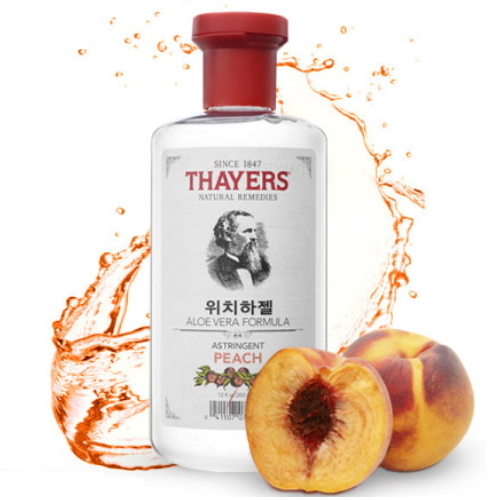 SINCE 1847
THAYERS
NATURAL REMEDIES
위치하젤
ALOE VERA FORMULA
ASTRINGENT
PEACH